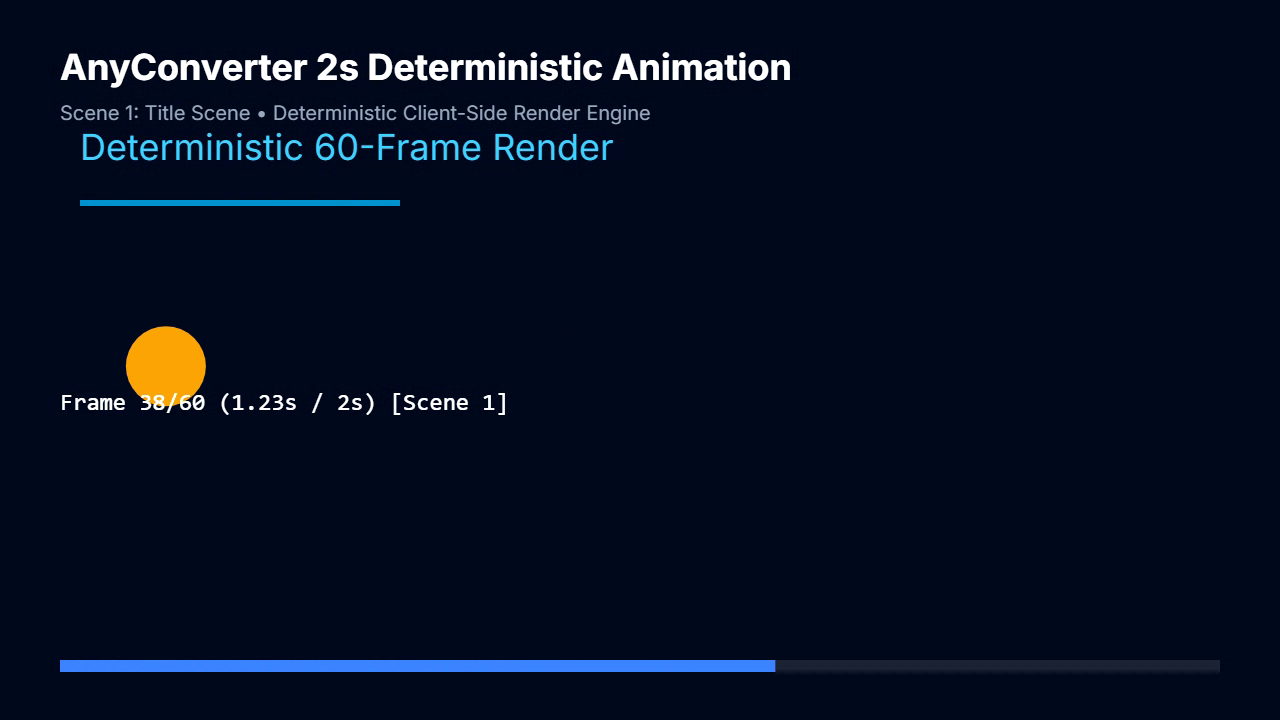 AnyConverter 2s Deterministic Animation
Scene 1: Title Scene • Deterministic Client-Side Render Engine
Deterministic 60-Frame Render
Frame 38/60 (1.23s / 2s) [Scene 1]